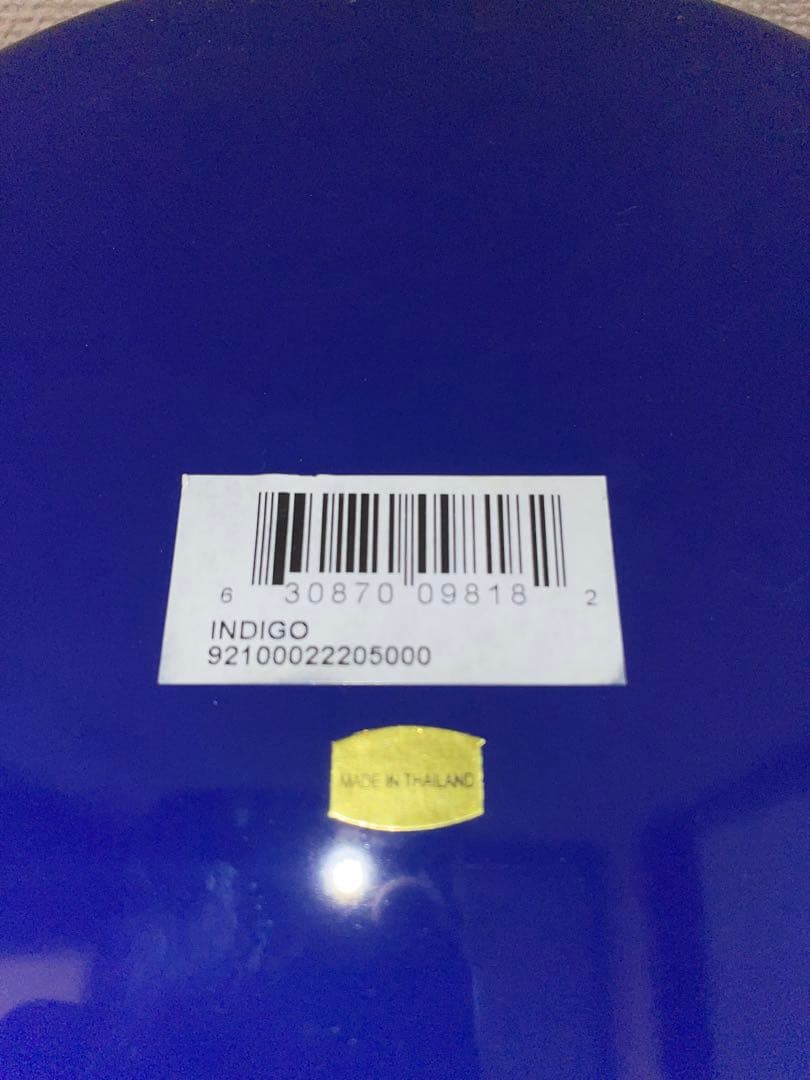 6 30870 09818 2
INDIGO
92100022205000
MADE IN THAILAND